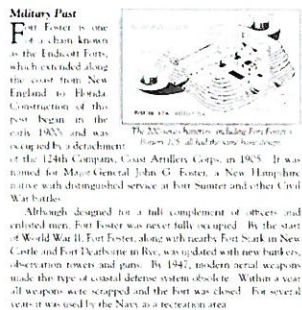 Military Past
Fort Foster is one
of a chain known
as the Endicott Forts,
which extended along
the coast from New
England to Florida.
Construction of this
post began in the
early 1900s and was
occupied by a detachment
The 200 series batteries, including Fort Foster's
Battery 205, all had the same basic design.
of the 124th Company, Coast Artillery Corps, in 1905. It was
named for Major General John G. Foster, a New Hampshire
native with distinguished service at Fort Sumter and other Civil
War battles.
Although designed for a full complement of officers and
enlisted men, Fort Foster was never fully occupied. By the start
of World War II, Fort Foster, along with nearby Fort Stark in New
Castle and Fort Dearborne in Rye, was updated with new bunkers,
observation towers and guns. By 1947, modern aerial weapons
made this type of coastal defense system obsolete. Within a year
all weapons were scrapped and the Fort was closed. For several
years it was used by the Navy as a recreation area.